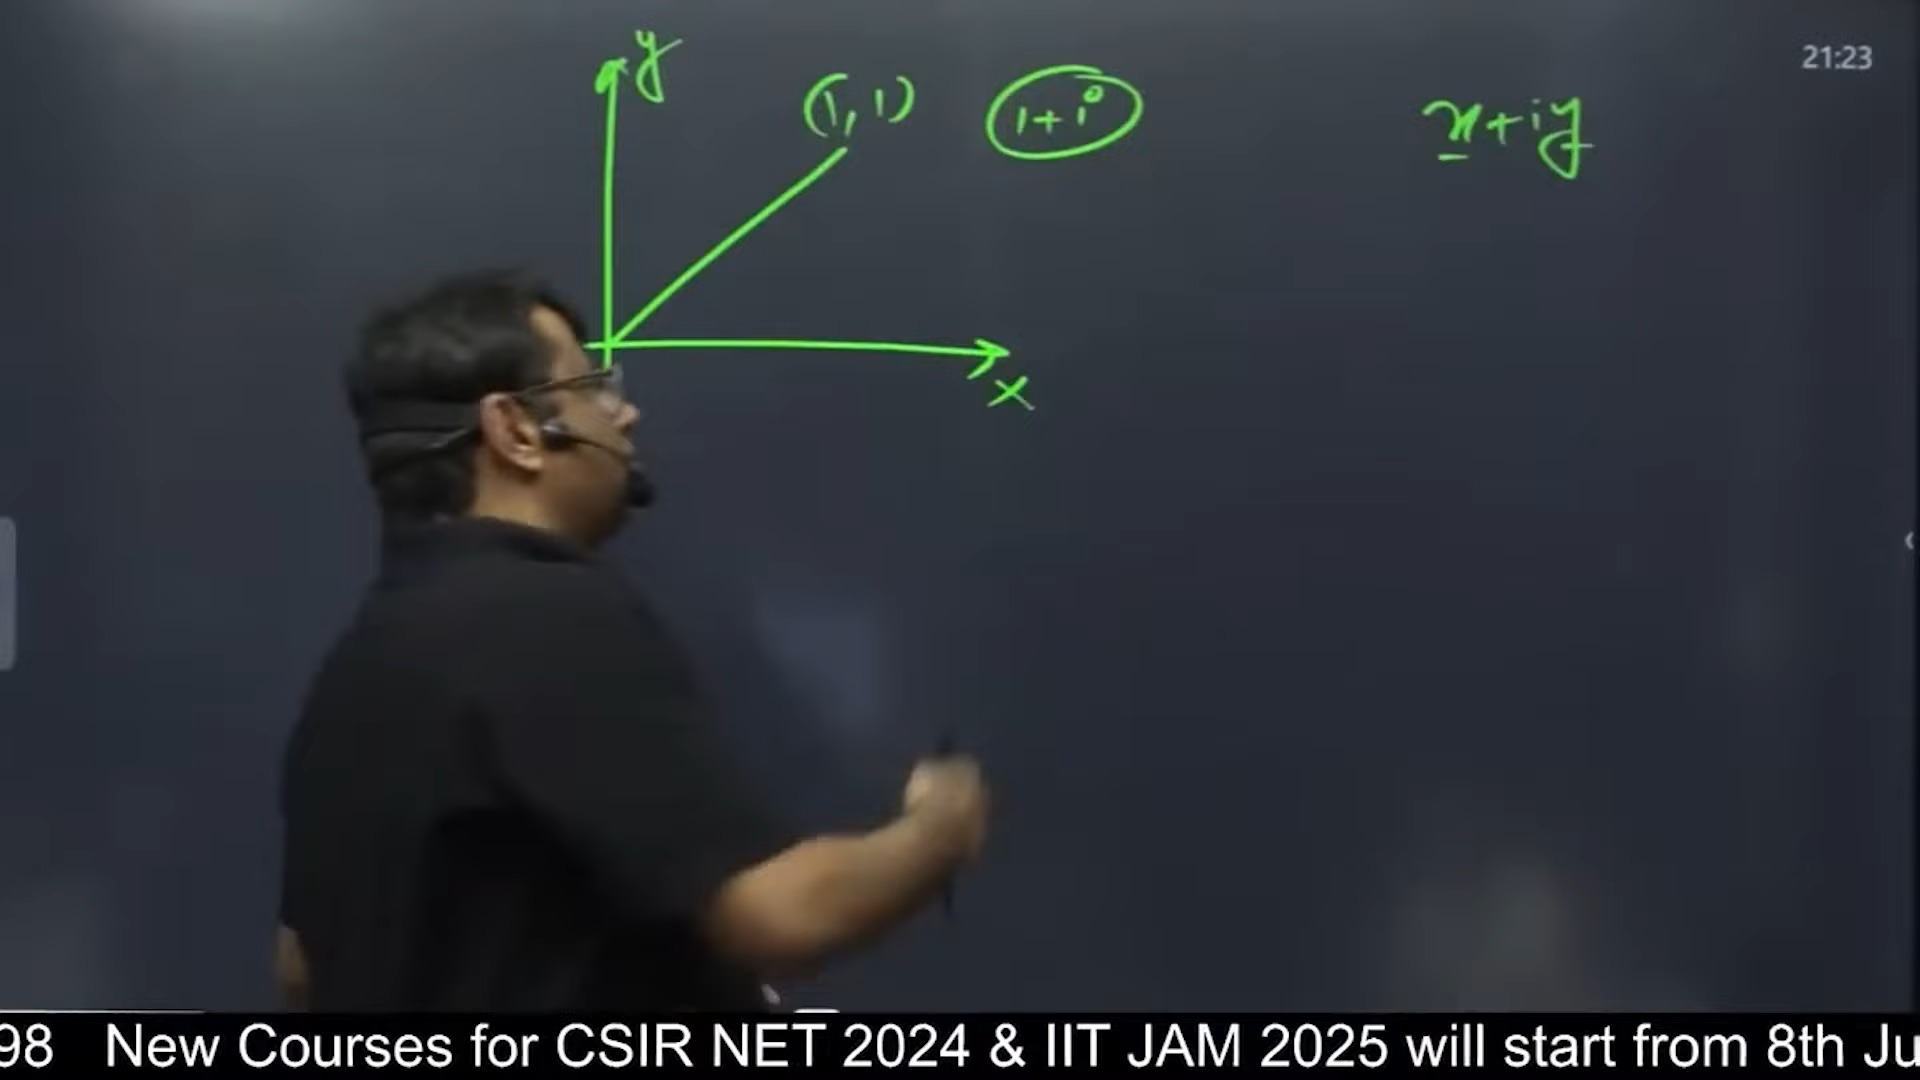 21:23
y
(1,1) 1+i x+iy
x
98 New Courses for CSIR NET 2024 & IIT JAM 2025 will start from 8th Ju